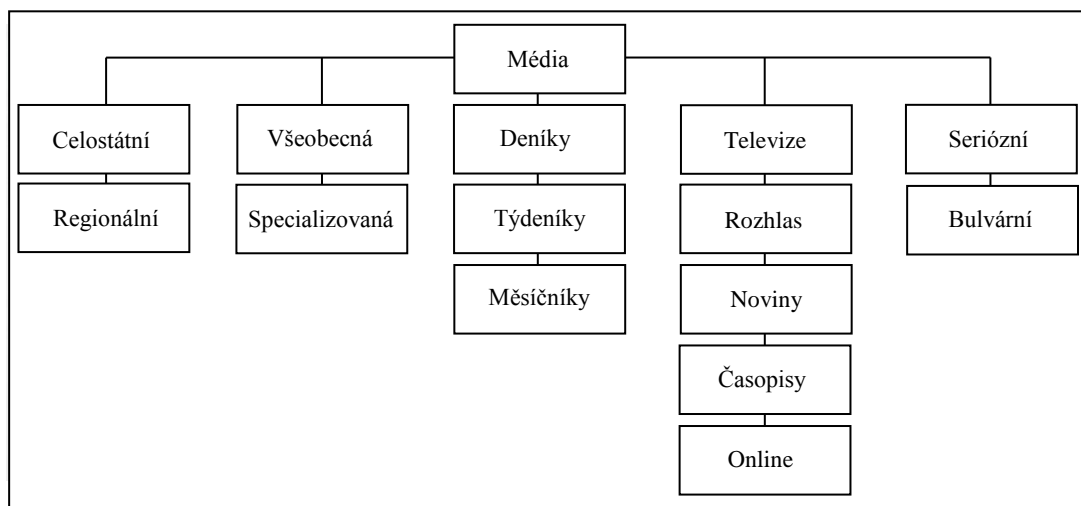 Média
Celostátní
Všeobecná
Deníky
Televize
Seriózní
Regionální
Specializovaná
Týdeníky
Rozhlas
Bulvární
Měsíčníky
Noviny
Časopisy
Online